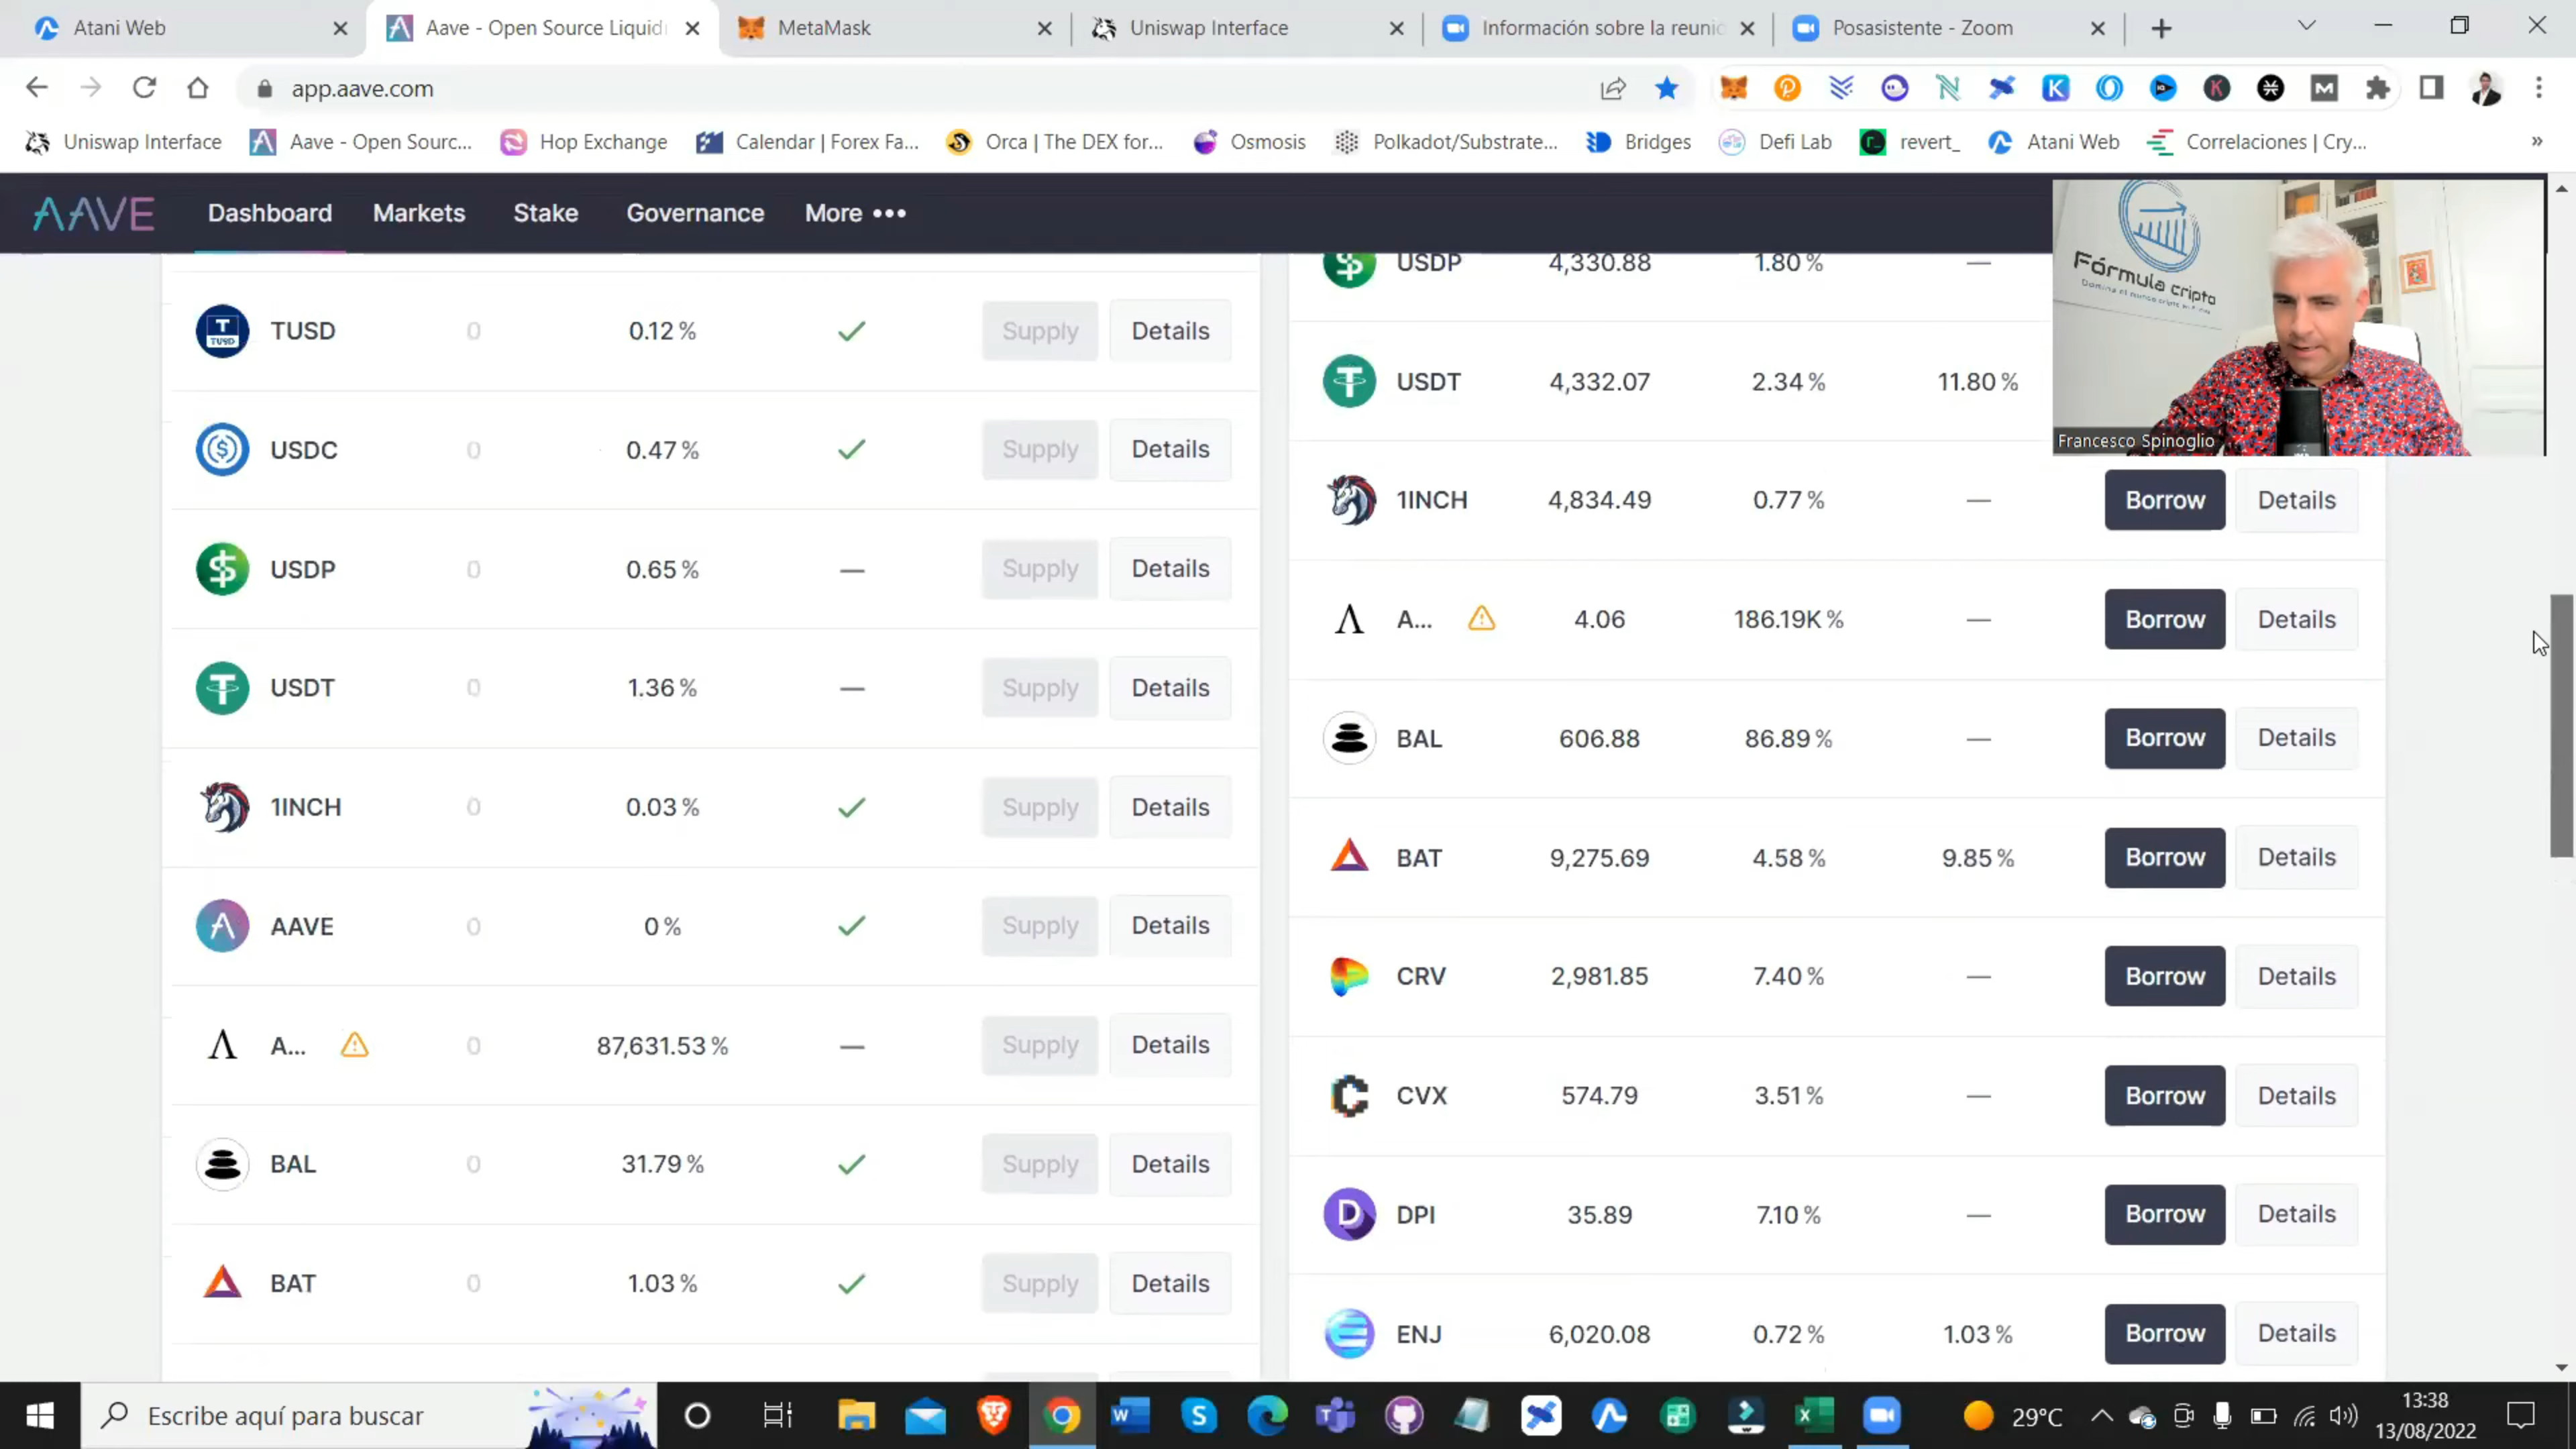 Atani Web
Aave - Open Source Liquid
MetaMask
Uniswap Interface
Información sobre la reunio
Posasistente - Zoom
app.aave.com
Uniswap Interface
Aave - Open Sourc...
Hop Exchange
Calendar | Forex Fa...
Orca | The DEX for...
Osmosis
Polkadot/Substrate...
Bridges
Defi Lab
revert_
Atani Web
Correlaciones | Cry...
AAVE Dashboard Markets Stake Governance More •••
TUSD 0 0.12 % Supply Details
USDC 0 0.47 % Supply Details
USDP 0 0.65 % — Supply Details
USDT 0 1.36 % — Supply Details
1INCH 0 0.03 % Supply Details
AAVE 0 0 % Supply Details
A... 0 87,631.53 % — Supply Details
BAL 0 31.79 % Supply Details
BAT 0 1.03 % Supply Details
USDP 4,330.88 1.80 % —
USDT 4,332.07 2.34 % 11.80 %
1INCH 4,834.49 0.77 % — Borrow Details
A... 4.06 186.19K % — Borrow Details
BAL 606.88 86.89 % — Borrow Details
BAT 9,275.69 4.58 % 9.85 % Borrow Details
CRV 2,981.85 7.40 % — Borrow Details
CVX 574.79 3.51 % — Borrow Details
DPI 35.89 7.10 % — Borrow Details
ENJ 6,020.08 0.72 % 1.03 % Borrow Details
Fórmula cripto
Francesco Spinoglio
Escribe aquí para buscar
29°C
13:38
13/08/2022